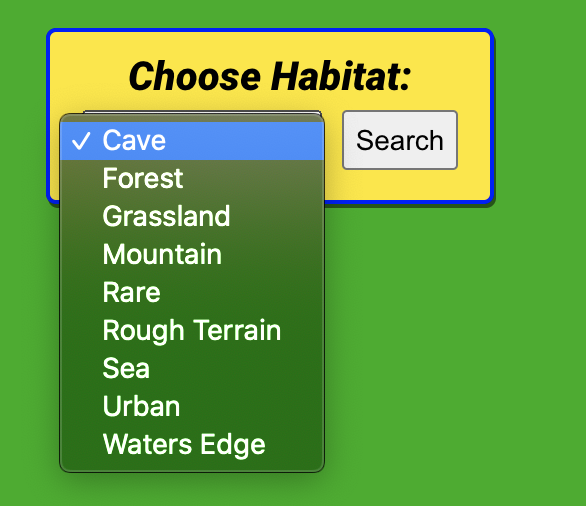 Choose Habitat:
Search
Cave
Forest
Grassland
Mountain
Rare
Rough Terrain
Sea
Urban
Waters Edge